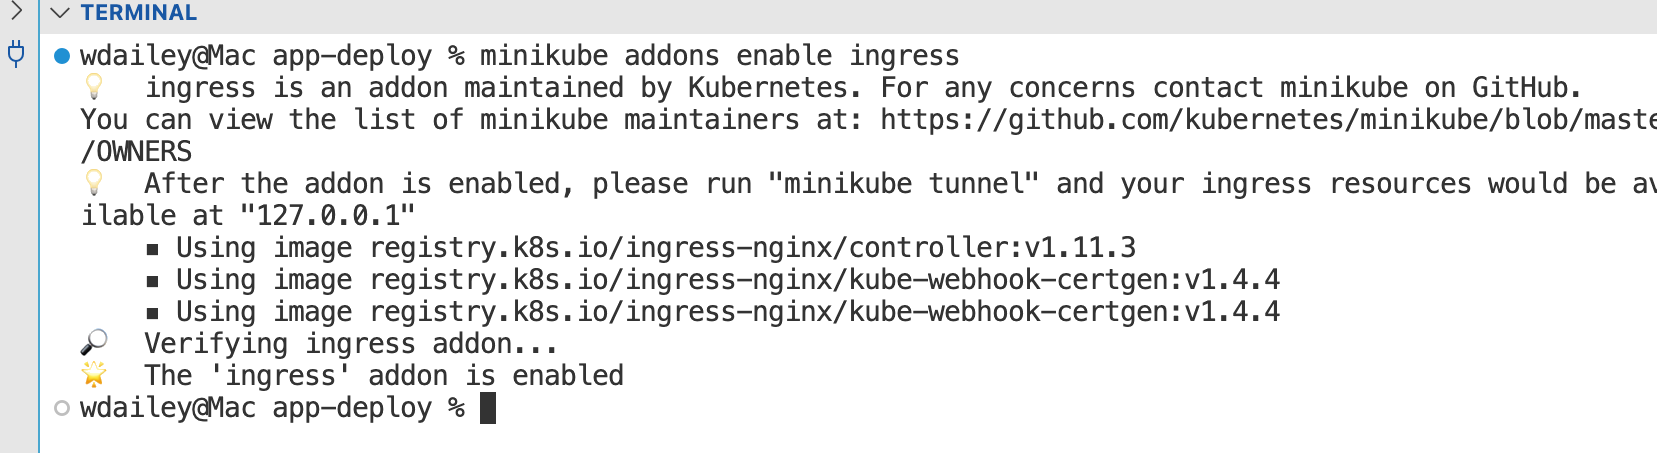 TERMINAL
wdailey@Mac app-deploy % minikube addons enable ingress
💡 ingress is an addon maintained by Kubernetes. For any concerns contact minikube on GitHub.
You can view the list of minikube maintainers at: https://github.com/kubernetes/minikube/blob/maste
/OWNERS
💡 After the addon is enabled, please run "minikube tunnel" and your ingress resources would be av
ilable at "127.0.0.1"
▪ Using image registry.k8s.io/ingress-nginx/controller:v1.11.3
▪ Using image registry.k8s.io/ingress-nginx/kube-webhook-certgen:v1.4.4
▪ Using image registry.k8s.io/ingress-nginx/kube-webhook-certgen:v1.4.4
🔎 Verifying ingress addon...
🌟 The 'ingress' addon is enabled
wdailey@Mac app-deploy %